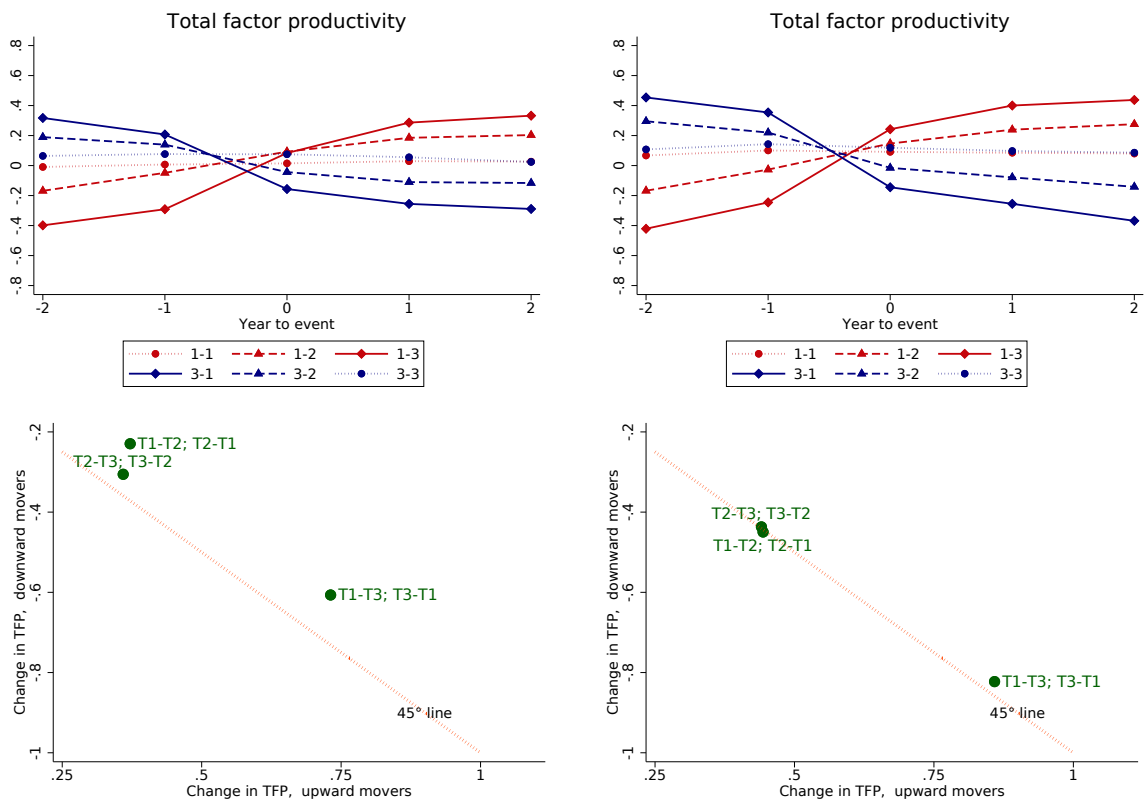 Total factor productivity
.8
.6
.4
.2
0
-.2
-.4
-.6
-.8
-2 -1 0 1 2
Year to event
1-1 1-2 1-3
3-1 3-2 3-3
Total factor productivity
.8
.6
.4
.2
0
-.2
-.4
-.6
-.8
-2 -1 0 1 2
Year to event
1-1 1-2 1-3
3-1 3-2 3-3
Change in TFP, downward movers
-.2
-.4
-.6
-.8
-1
T1-T2; T2-T1
T2-T3; T3-T2
T1-T3; T3-T1
45° line
.25 .5 .75 1
Change in TFP, upward movers
Change in TFP, downward movers
-.2
-.4
-.6
-.8
-1
T2-T3; T3-T2
T1-T2; T2-T1
T1-T3; T3-T1
45° line
.25 .5 .75 1
Change in TFP, upward movers